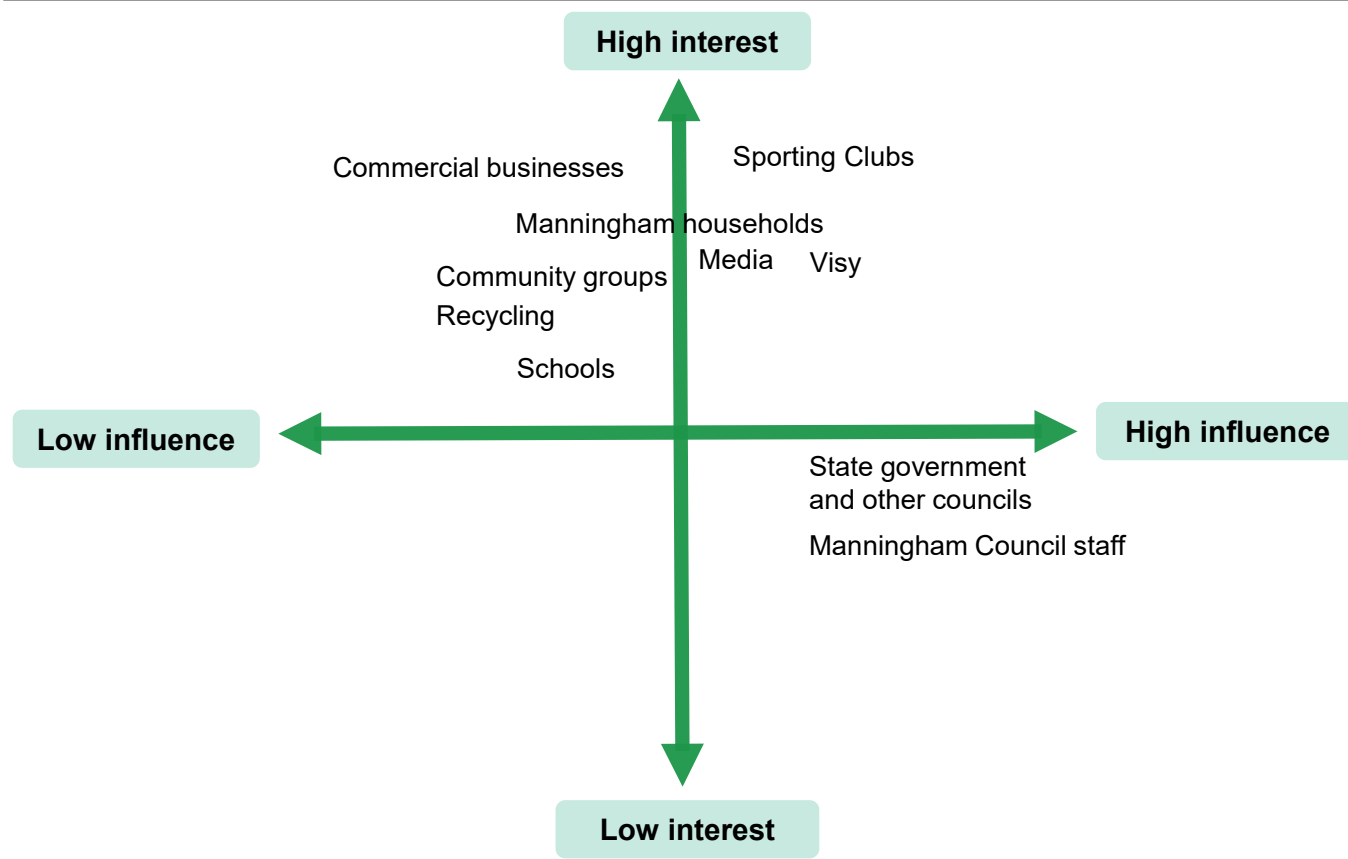 High interest
Sporting Clubs
Commercial businesses
Manningham households
Media
Visy
Community groups
Recycling
Schools
Low influence
High influence
State government
and other councils
Manningham Council staff
Low interest